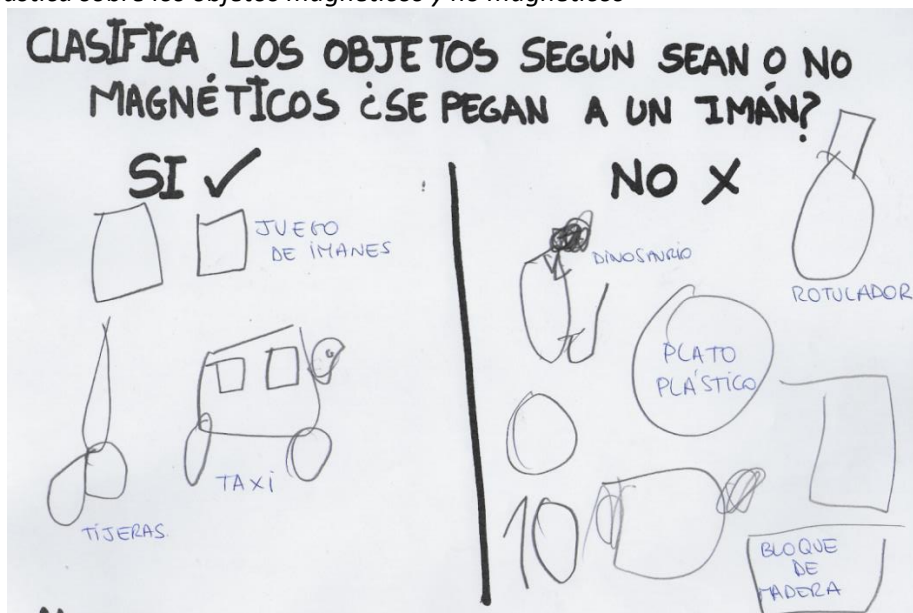 CLASIFICA LOS OBJETOS SEGÚN SEAN O NO
MAGNÉTICOS ¿SE PEGAN A UN IMÁN?
SI ✓
NO X
JUEGO
DE IMANES
TIJERAS
TAXI
DINOSAURIO
ROTULADOR
PLATO
PLÁSTICO
10
BLOQUE
DE
MADERA